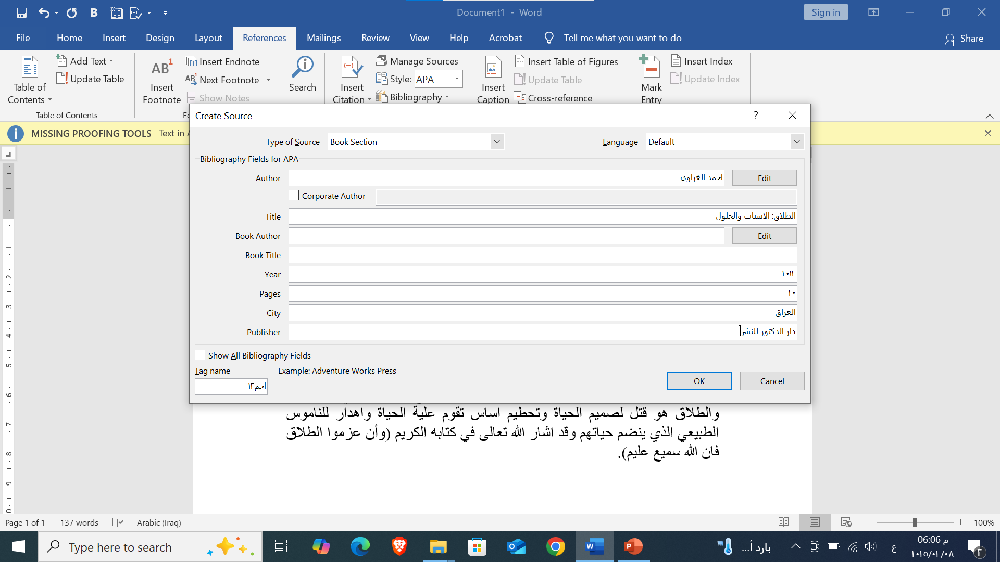 Document1 - Word
Sign in
File Home Insert Design Layout References Mailings Review View Help Acrobat Tell me what you want to do Share
Table of Contents
Add Text
Update Table
Table of Contents
AB1 Insert Footnote
Insert Endnote
Next Footnote
Show Notes
Search
Insert Citation
Manage Sources
Style: APA
Bibliography
Insert Caption
Insert Table of Figures
Update Table
Cross-reference
Mark Entry
Insert Index
Update Index
MISSING PROOFING TOOLS Text in
Create Source
Type of Source Book Section
Language Default
Bibliography Fields for APA
Author احمد الغراوي Edit
Corporate Author
Title الطلاق: الاسباب والحلول
Book Author Edit
Book Title
Year ٢٠١٢
Pages ٢٠
City العراق
Publisher دار الدكتور للنشر
Show All Bibliography Fields
Tag name Example: Adventure Works Press
احم١٢
OK Cancel
والطلاق هو قتل لصميم الحياة وتحطيم اساس تقوم علية الحياة واهدار للناموس
الطبيعي الذي ينضم حياتهم وقد اشار الله تعالى في كتابه الكريم (وأن عزموا الطلاق
فان الله سميع عليم).
Page 1 of 1 137 words Arabic (Iraq) 100%
Type here to search
بارد أ...
ع
06:06 م
٢٠٢٥/٠٢/٠٨
٢